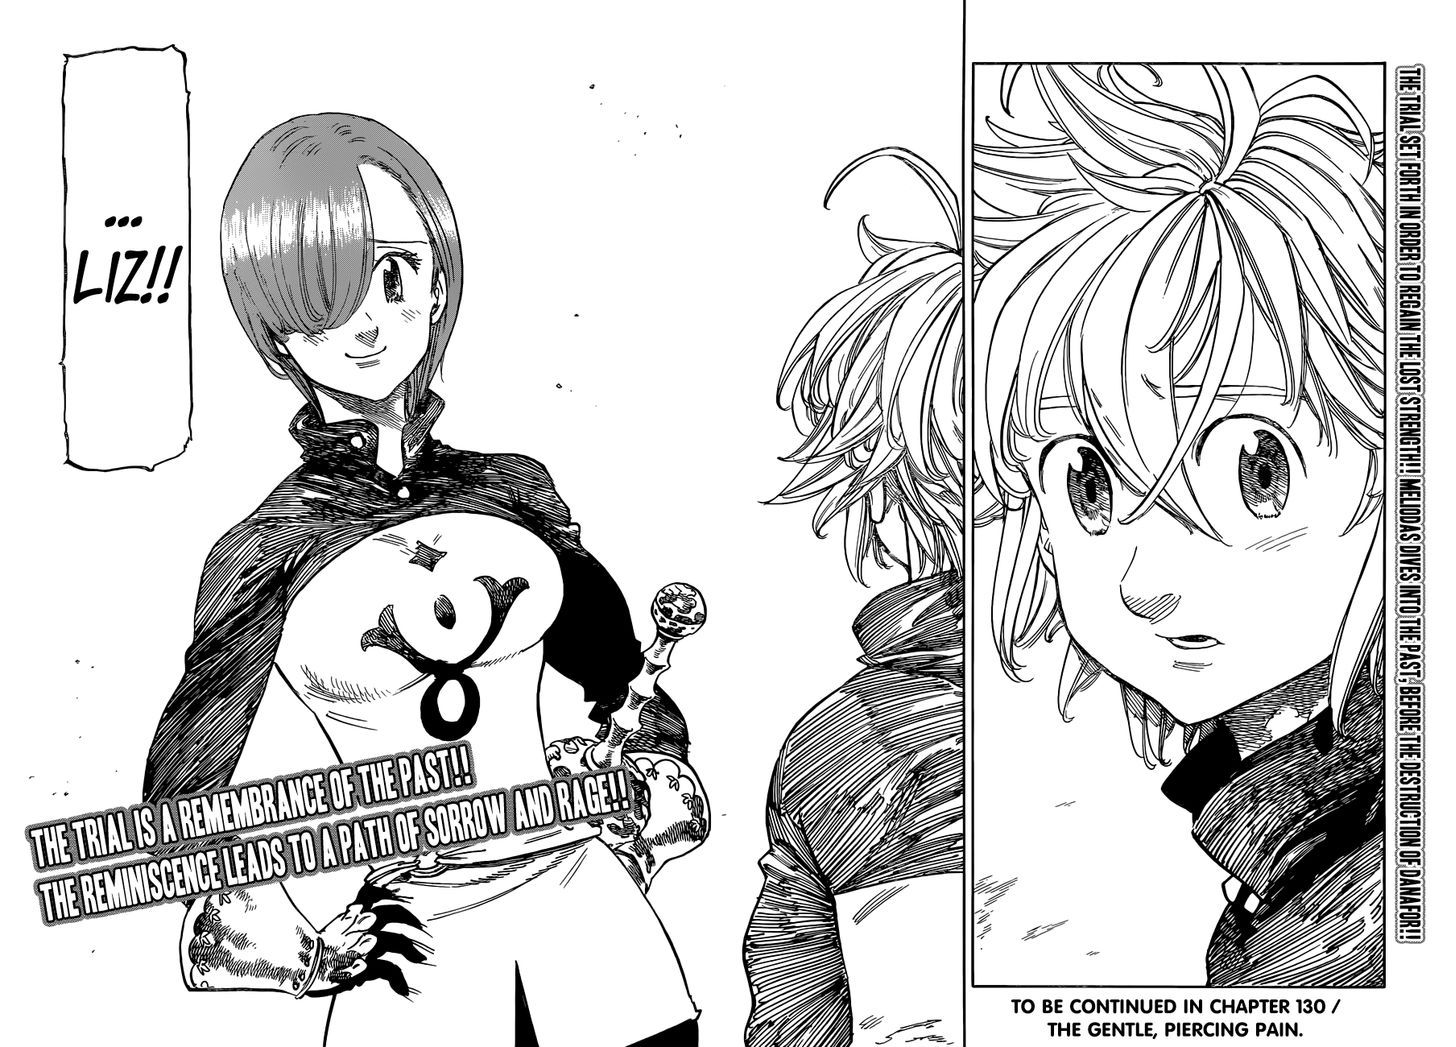 THE TRIAL SET FORTH IN ORDER TO REGAIN THE LOST STRENGTH!! MELIODAS DIVES INTO THE PAST, BEFORE THE DESTRUCTION OF DANAFOR!!
...
LIZ!!
THE TRIAL IS A REMEMBRANCE OF THE PAST!!
THE REMINISCENCE LEADS TO A PATH OF SORROW AND RAGE!!
TO BE CONTINUED IN CHAPTER 130 /
THE GENTLE, PIERCING PAIN.